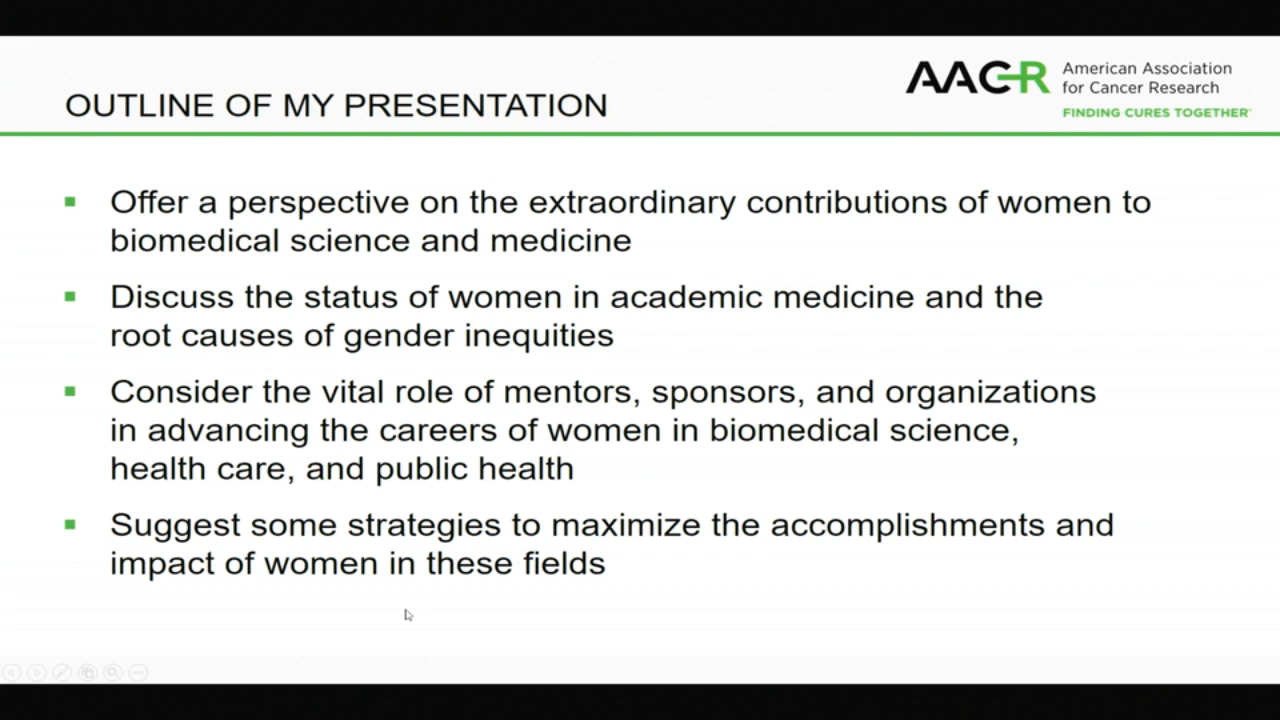 OUTLINE OF MY PRESENTATION
AACR
American Association
for Cancer Research
FINDING CURES TOGETHER
Offer a perspective on the extraordinary contributions of women to
biomedical science and medicine
Discuss the status of women in academic medicine and the
root causes of gender inequities
Consider the vital role of mentors, sponsors, and organizations
in advancing the careers of women in biomedical science,
health care, and public health
Suggest some strategies to maximize the accomplishments and
impact of women in these fields